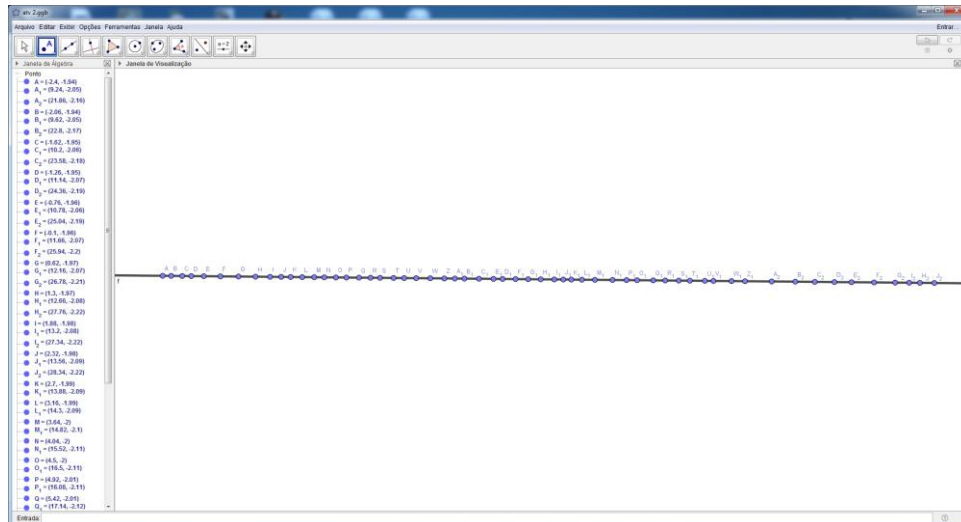 atv 2.ggb
Arquivo Editar Exibir Opções Ferramentas Janela Ajuda
Entrar...
Janela de Álgebra
Janela de Visualização
Ponto
A = (-2.4, -1.94)
A1 = (9.24, -2.05)
A2 = (21.86, -2.16)
B = (-2.06, -1.94)
B1 = (9.62, -2.05)
B2 = (22.8, -2.17)
C = (-1.62, -1.95)
C1 = (10.2, -2.06)
C2 = (23.58, -2.18)
D = (-1.26, -1.95)
D1 = (11.14, -2.07)
D2 = (24.36, -2.19)
E = (-0.76, -1.96)
E1 = (10.78, -2.06)
E2 = (25.04, -2.19)
F = (-0.1, -1.96)
F1 = (11.66, -2.07)
F2 = (25.94, -2.2)
G = (0.62, -1.97)
G1 = (12.16, -2.07)
G2 = (26.78, -2.21)
H = (1.3, -1.97)
H1 = (12.66, -2.08)
H2 = (27.76, -2.22)
I = (1.88, -1.98)
I1 = (13.2, -2.08)
I2 = (27.34, -2.22)
J = (2.32, -1.98)
J1 = (13.56, -2.09)
J2 = (28.34, -2.22)
K = (2.7, -1.99)
K1 = (13.88, -2.09)
L = (3.16, -1.99)
L1 = (14.3, -2.09)
M = (3.64, -2)
M1 = (14.82, -2.1)
N = (4.04, -2)
N1 = (15.52, -2.11)
O = (4.5, -2)
O1 = (16.5, -2.11)
P = (4.92, -2.01)
P1 = (16.08, -2.11)
Q = (5.42, -2.01)
Q1 = (17.14, -2.12)
f
Entrada: